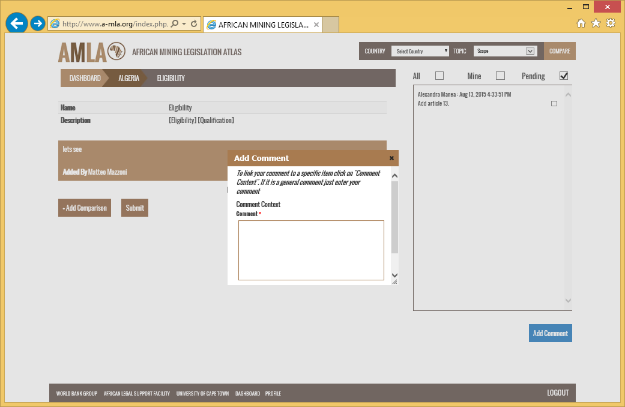 http://www.a-mla.org/index.php
AFRICAN MINING LEGISLA...
AMLA AFRICAN MINING LEGISLATION ATLAS
COUNTRY Select Country TOPIC Scope COMPARE
DASHBOARD ALGERIA ELIGIBILITY
All Mine Pending
Name Eligibility
Description [Eligibility] [Qualification]
Alexandra Manea - Aug 13, 2015 4:33:51 PM
Add article 13.
lets see
Added By Matteo Mazzoni
+ Add Comparison Submit
Add Comment
To link your comment to a specific item click on "Comment
Context". If it is a general comment just enter your
comment
Comment Context
Comment *
Add Comment
WORLD BANK GROUP AFRICAN LEGAL SUPPORT FACILITY UNIVERSITY OF CAPE TOWN DASHBOARD PROFILE LOGOUT